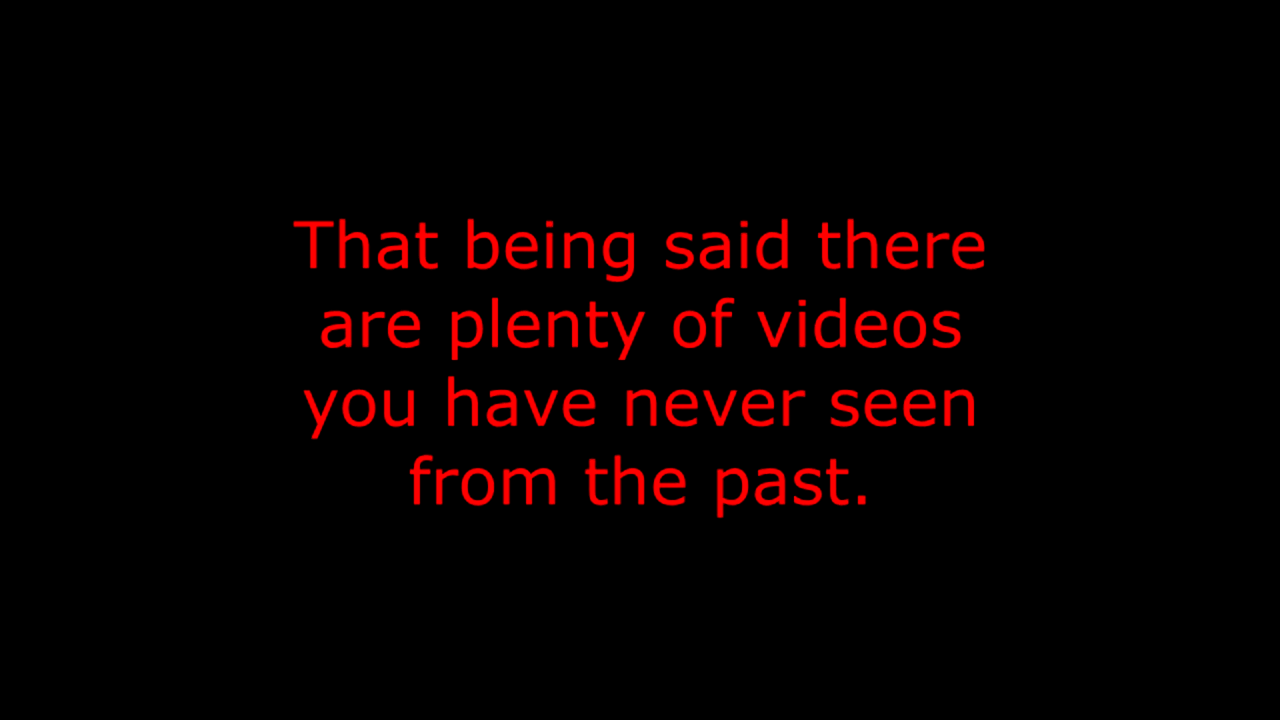 That being said there
are plenty of videos
you have never seen
from the past.